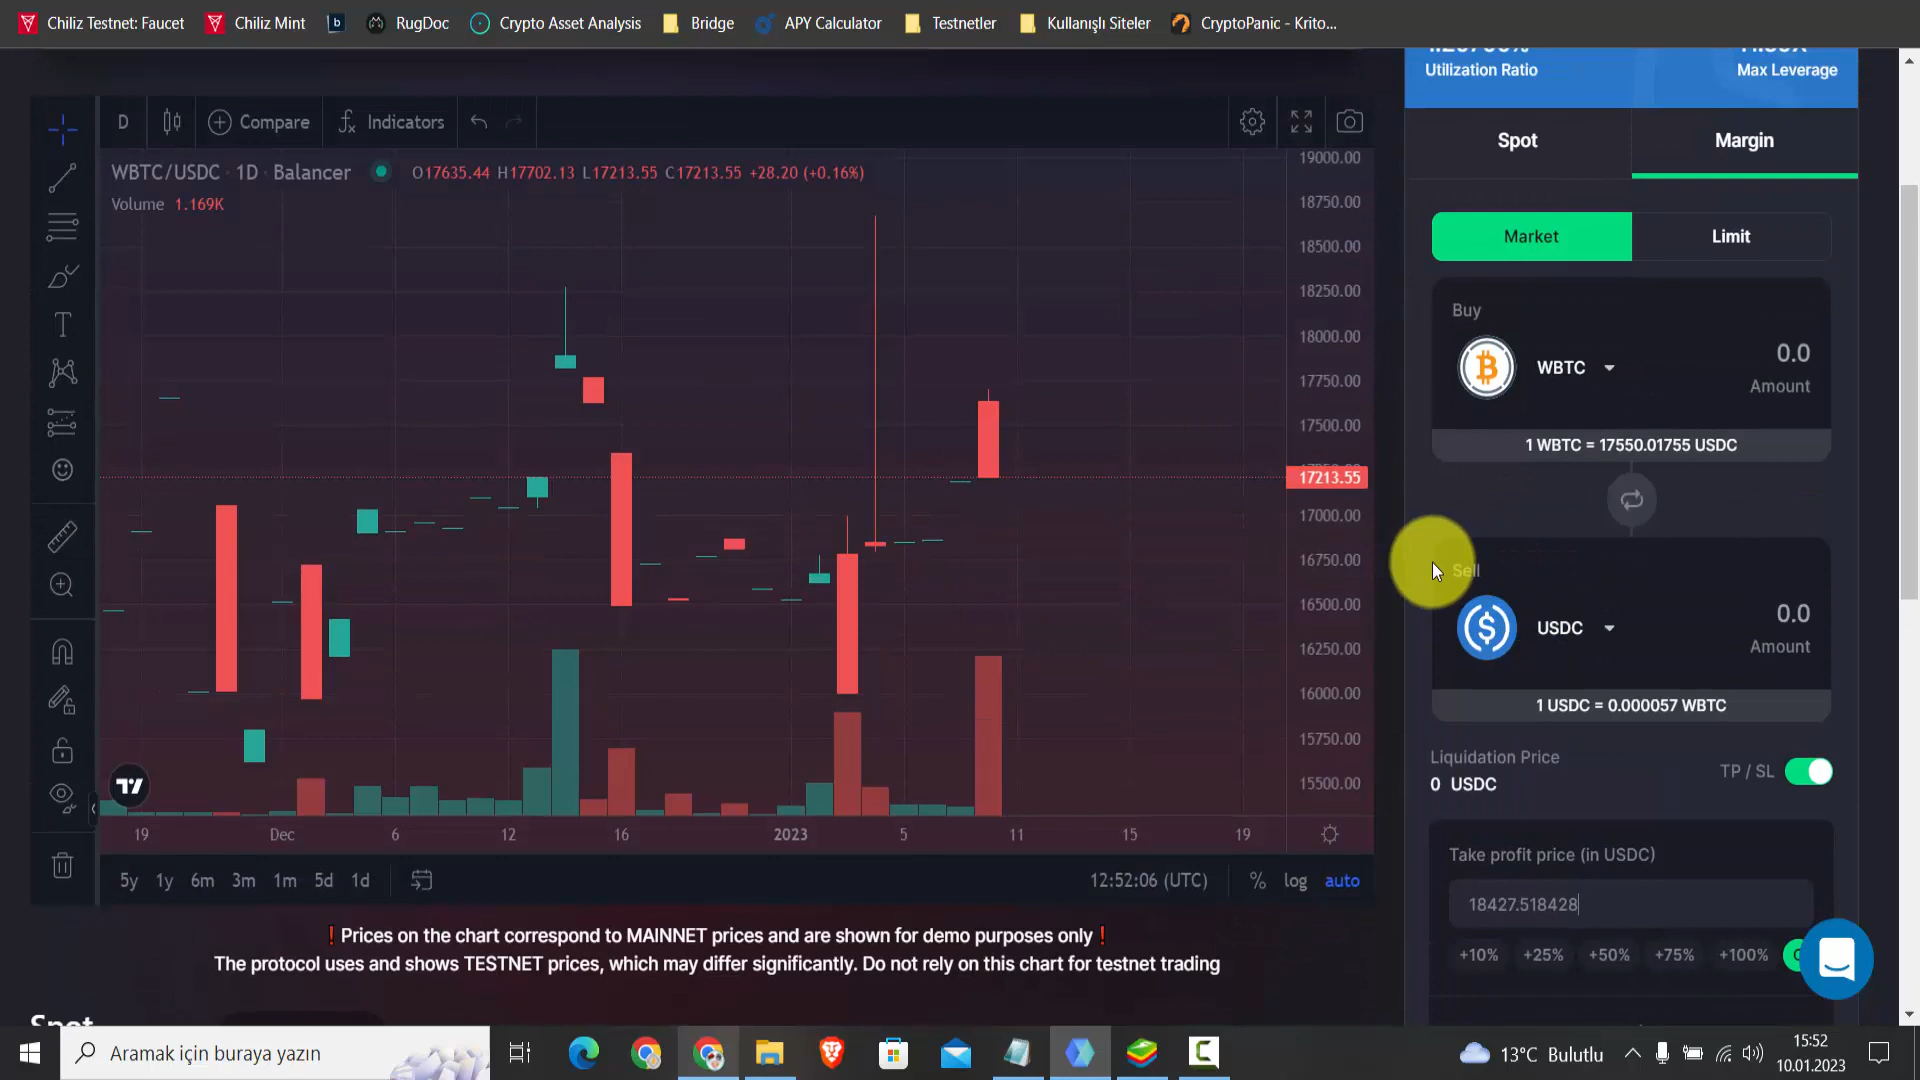 Chiliz Testnet: Faucet
Chiliz Mint
b
RugDoc
Crypto Asset Analysis
Bridge
APY Calculator
Testnetler
Kullanışlı Siteler
CryptoPanic - Krito...
Utilization Ratio
Max Leverage
D
Compare
Indicators
Spot
Margin
WBTC/USDC · 1D · Balancer
O17635.44 H17702.13 L17213.55 C17213.55 +28.20 (+0.16%)
Volume 1.169K
19000.00
18750.00
18500.00
18250.00
18000.00
17750.00
17500.00
17213.55
17000.00
16750.00
16500.00
16250.00
16000.00
15750.00
15500.00
19
Dec
6
12
16
2023
5
11
15
19
5y 1y 6m 3m 1m 5d 1d
12:52:06 (UTC)
% log auto
❗Prices on the chart correspond to MAINNET prices and are shown for demo purposes only❗
The protocol uses and shows TESTNET prices, which may differ significantly. Do not rely on this chart for testnet trading
Market
Limit
Buy
WBTC
0.0
Amount
1 WBTC = 17550.01755 USDC
Sell
USDC
0.0
Amount
1 USDC = 0.000057 WBTC
Liquidation Price
0 USDC
TP / SL
Take profit price (in USDC)
18427.518428
+10% +25% +50% +75% +100%
Spot
Aramak için buraya yazın
13°C Bulutlu
15:52
10.01.2023